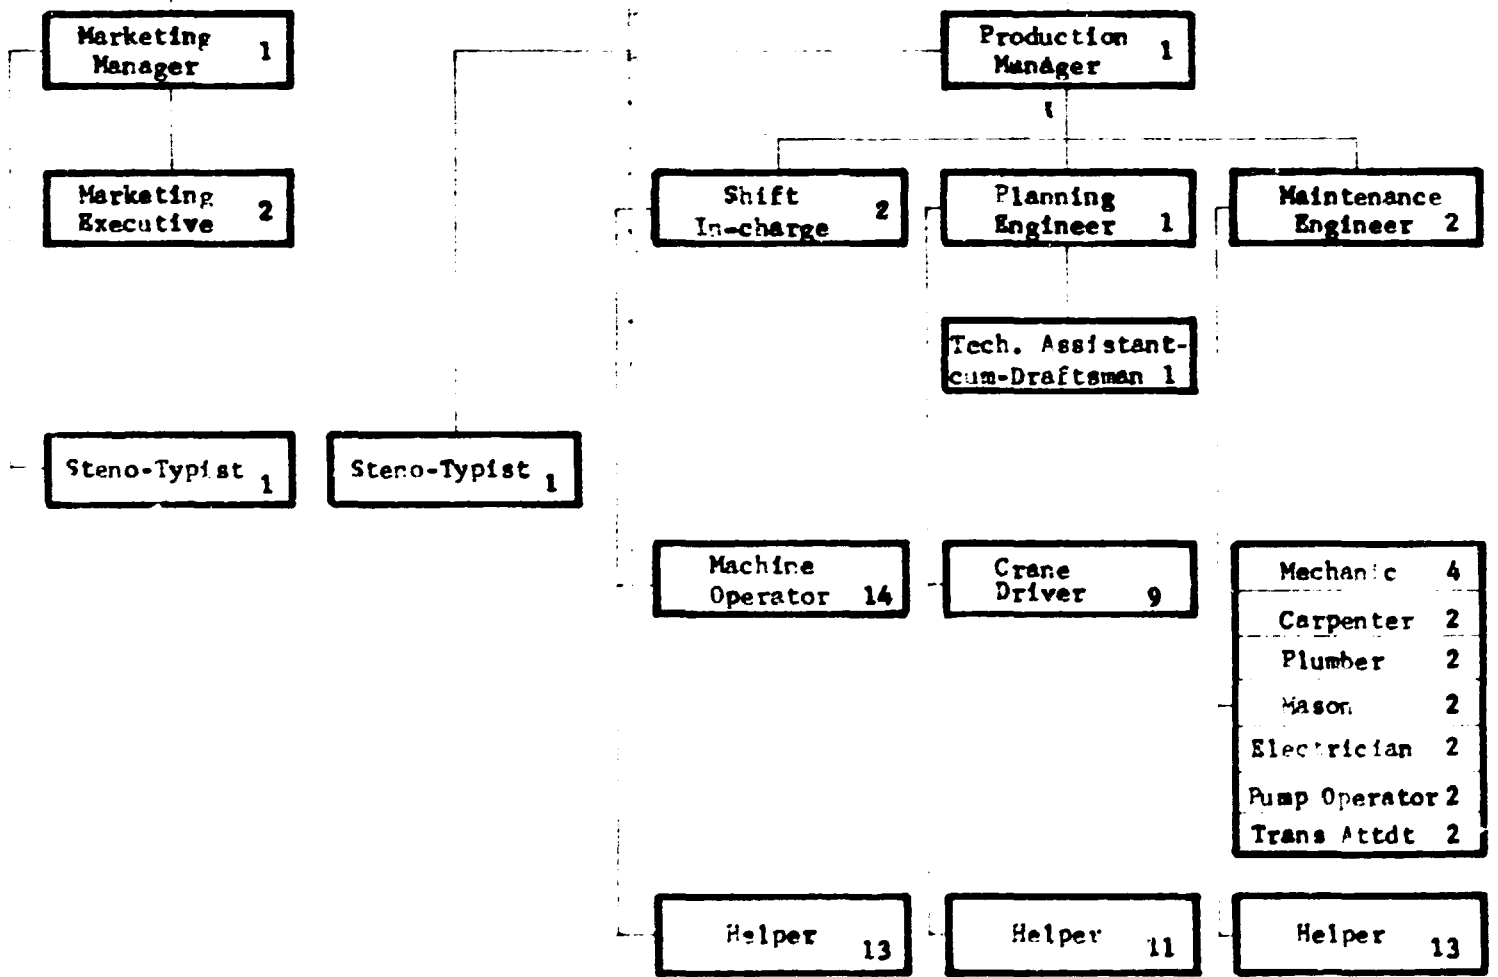 Marketing
Manager 1
Production
Manager 1
Marketing
Executive 2
Shift
In-charge 2
Planning
Engineer 1
Maintenance
Engineer 2
Tech. Assistant-
cum-Draftsman 1
Steno-Typist 1
Steno-Typist 1
Machine
Operator 14
Crane
Driver 9
Mechanic 4
Carpenter 2
Plumber 2
Mason 2
Electrician 2
Pump Operator 2
Trans Attdt 2
Helper 13
Helper 11
Helper 13